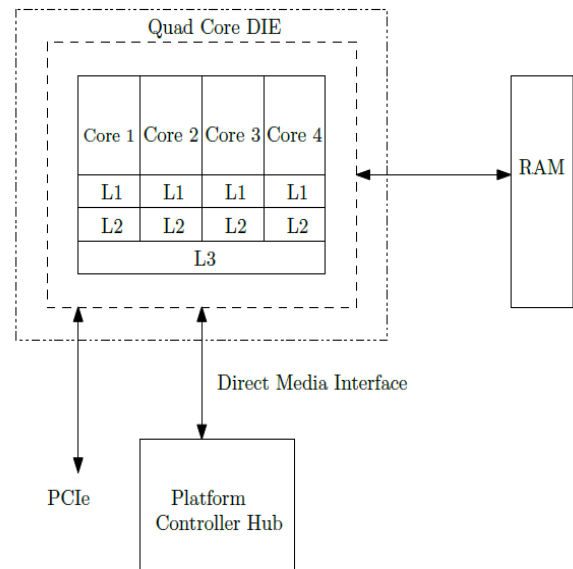 Quad Core DIE
Core 1 Core 2 Core 3 Core 4
RAM
L1 L1 L1 L1
L2 L2 L2 L2
L3
Direct Media Interface
PCIe
Platform
Controller Hub